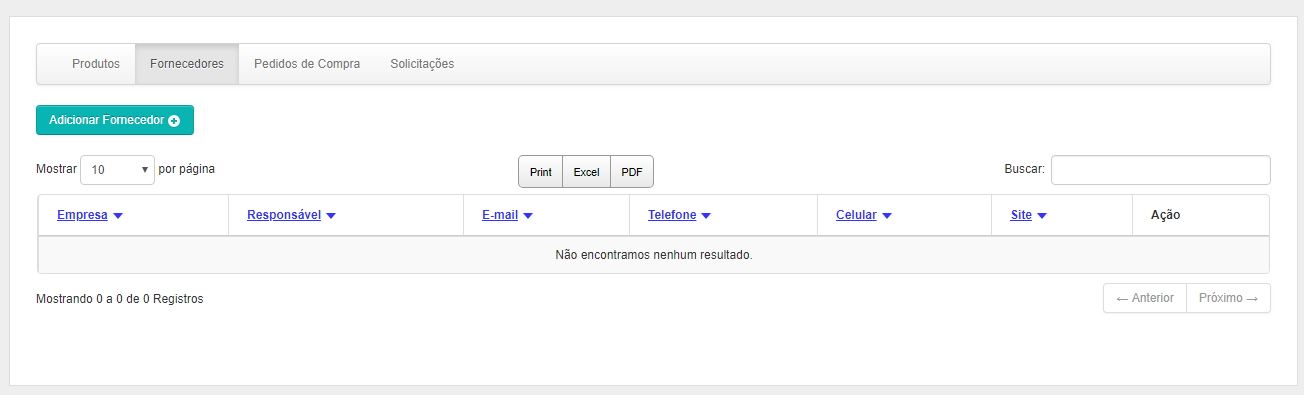 Produtos Fornecedores Pedidos de Compra Solicitações
Adicionar Fornecedor
Mostrar 10 por página Print Excel PDF Buscar:
Empresa Responsável E-mail Telefone Celular Site Ação
Não encontramos nenhum resultado.
Mostrando 0 a 0 de 0 Registros ← Anterior Próximo →